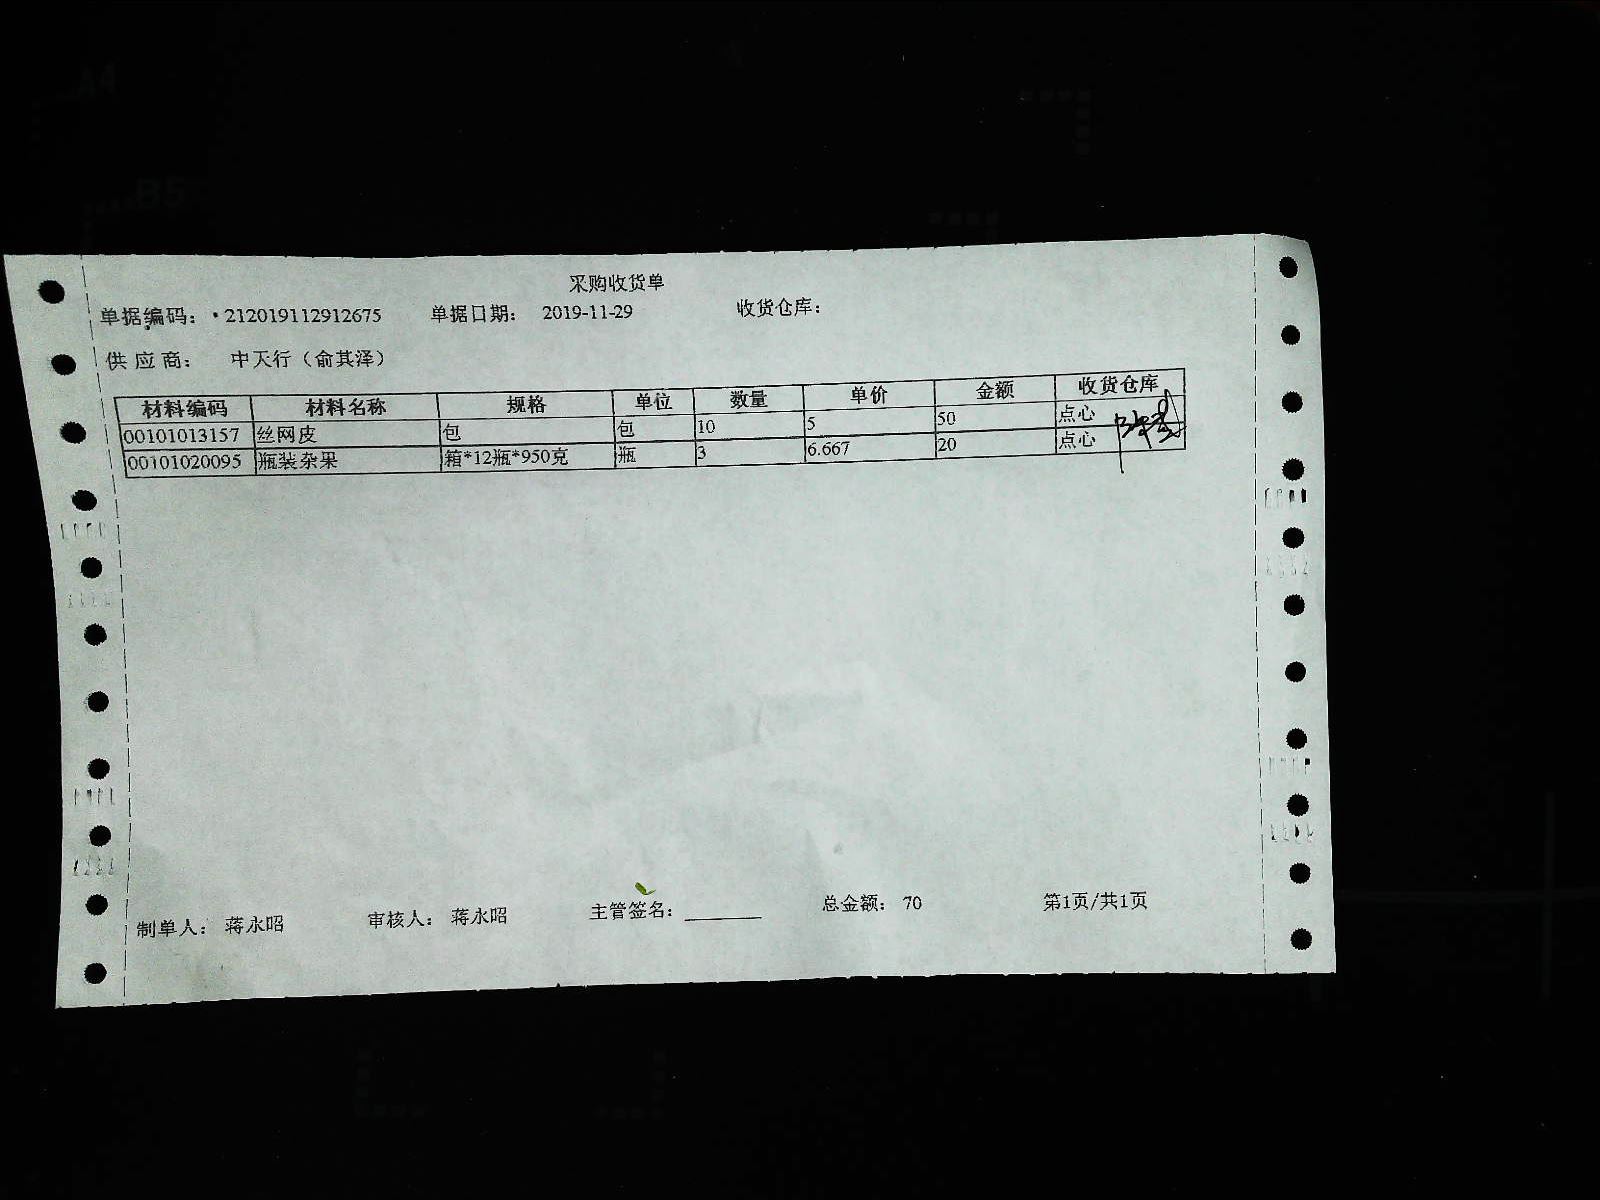 采购收货单
单据编码： 212019112912675 单据日期： 2019-11-29 收货仓库：
供应商： 中天行（俞其泽）
材料编码 材料名称 规格 单位 数量 单价 金额 收货仓库
00101013157 丝网皮 包 包 10 5 50 点心
00101020095 瓶装杂果 箱*12瓶*950克 瓶 3 6.667 20 点心
制单人： 蒋永昭 审核人： 蒋永昭 主管签名： 总金额： 70 第1页/共1页